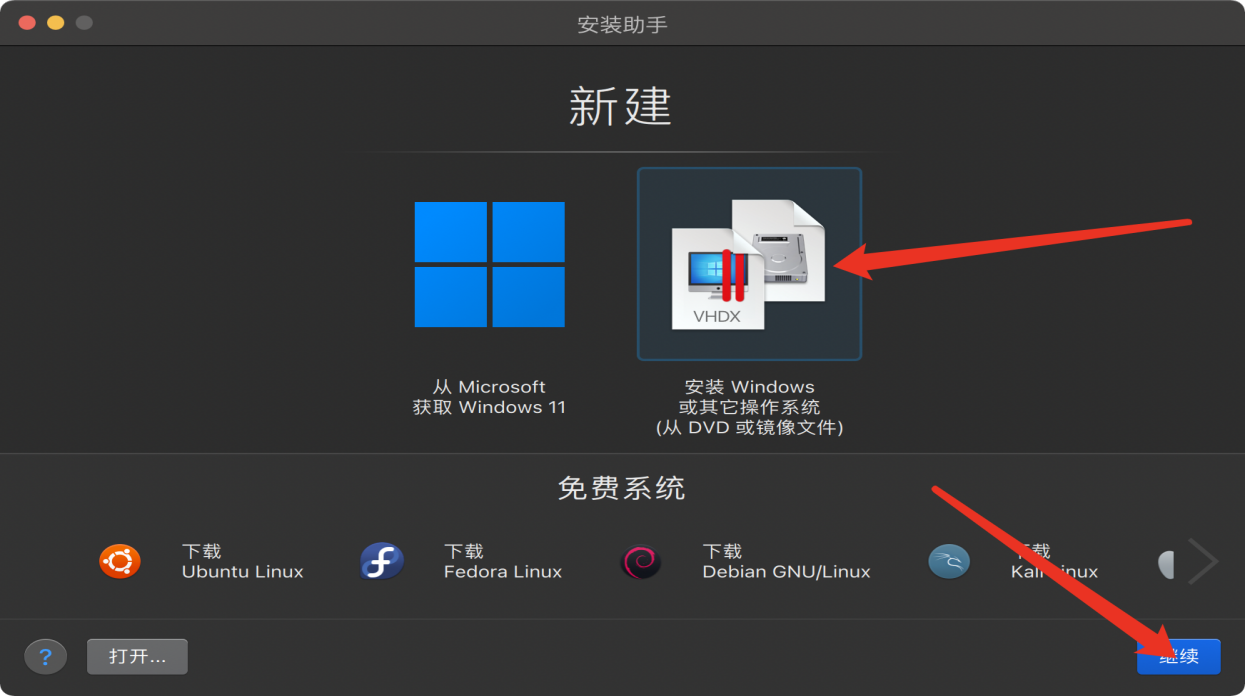 安装助手
新建
VHDX
从 Microsoft
获取 Windows 11
安装 Windows
或其它操作系统
(从 DVD 或镜像文件)
免费系统
下载
Ubuntu Linux
下载
Fedora Linux
下载
Debian GNU/Linux
下载
Kali Linux
?
打开...
继续